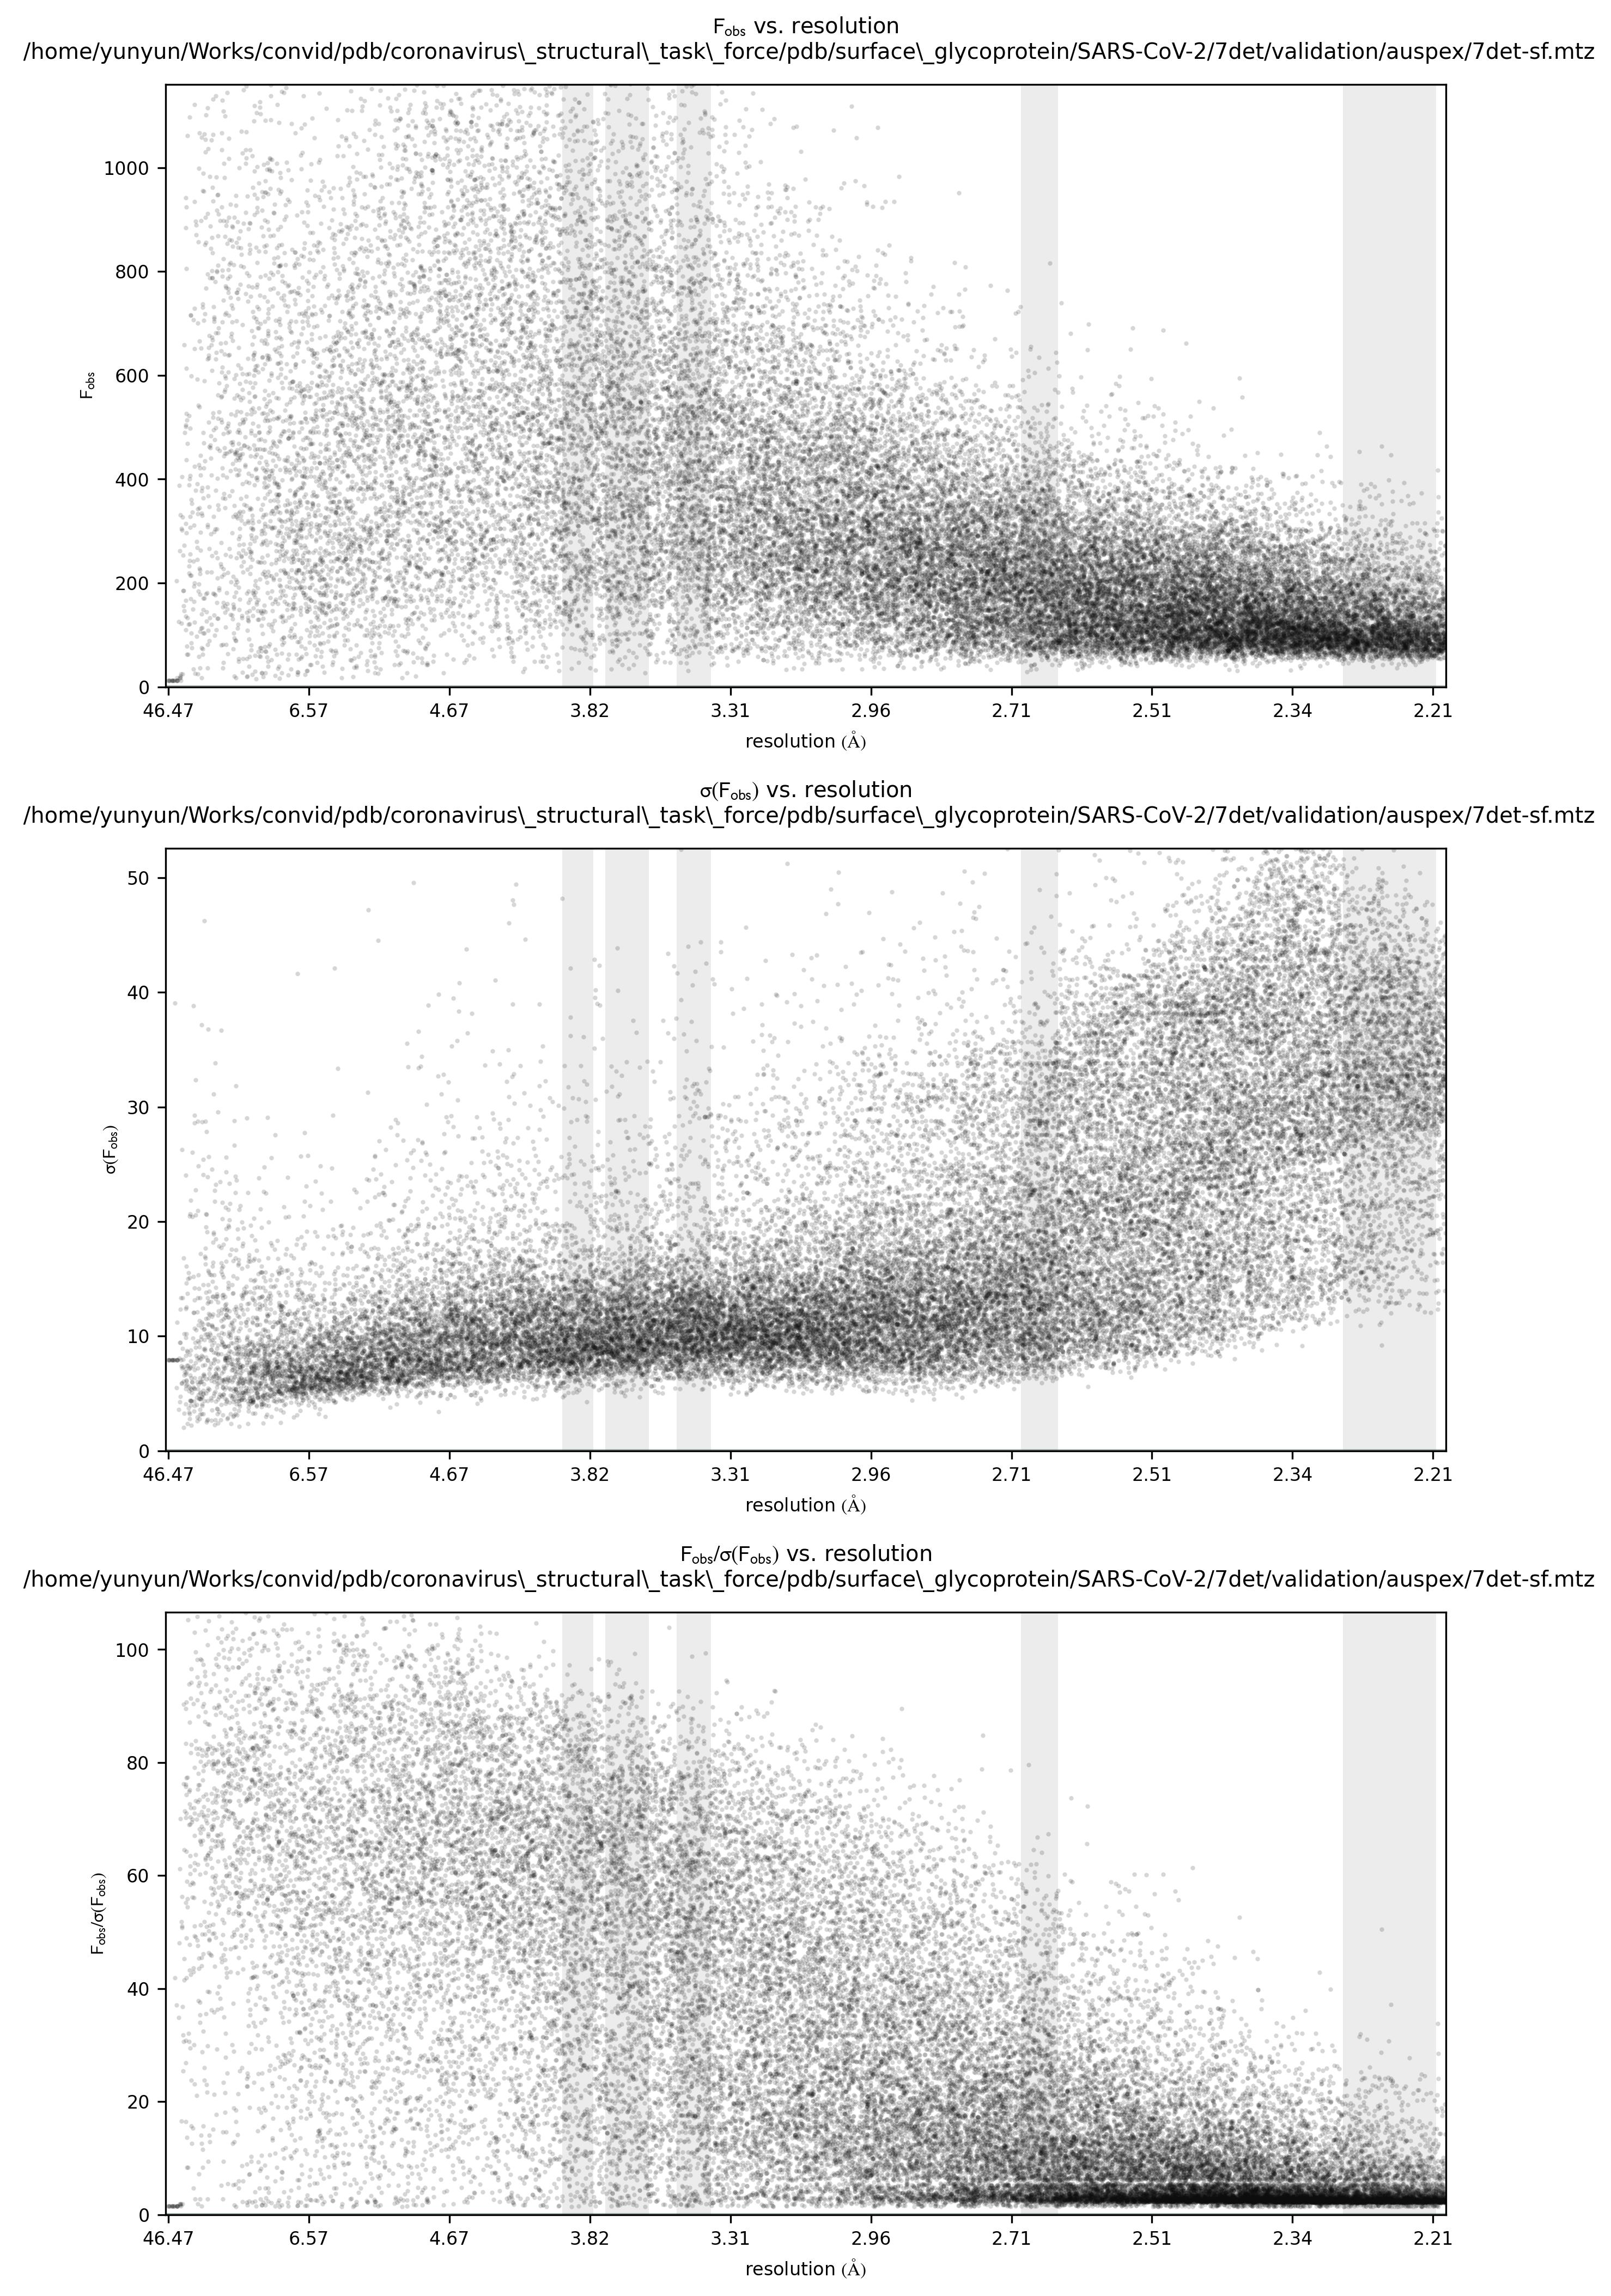 Fobs vs. resolution
/home/yunyun/Works/convid/pdb/coronavirus\_structural\_task\_force/pdb/surface\_glycoprotein/SARS-CoV-2/7det/validation/auspex/7det-sf.mtz
1000
800
600
400
200
0
Fobs
46.47 6.57 4.67 3.82 3.31 2.96 2.71 2.51 2.34 2.21
resolution (Å)
σ(Fobs) vs. resolution
/home/yunyun/Works/convid/pdb/coronavirus\_structural\_task\_force/pdb/surface\_glycoprotein/SARS-CoV-2/7det/validation/auspex/7det-sf.mtz
50
40
30
20
10
0
σ(Fobs)
46.47 6.57 4.67 3.82 3.31 2.96 2.71 2.51 2.34 2.21
resolution (Å)
Fobs/σ(Fobs) vs. resolution
/home/yunyun/Works/convid/pdb/coronavirus\_structural\_task\_force/pdb/surface\_glycoprotein/SARS-CoV-2/7det/validation/auspex/7det-sf.mtz
100
80
60
40
20
0
Fobs/σ(Fobs)
46.47 6.57 4.67 3.82 3.31 2.96 2.71 2.51 2.34 2.21
resolution (Å)